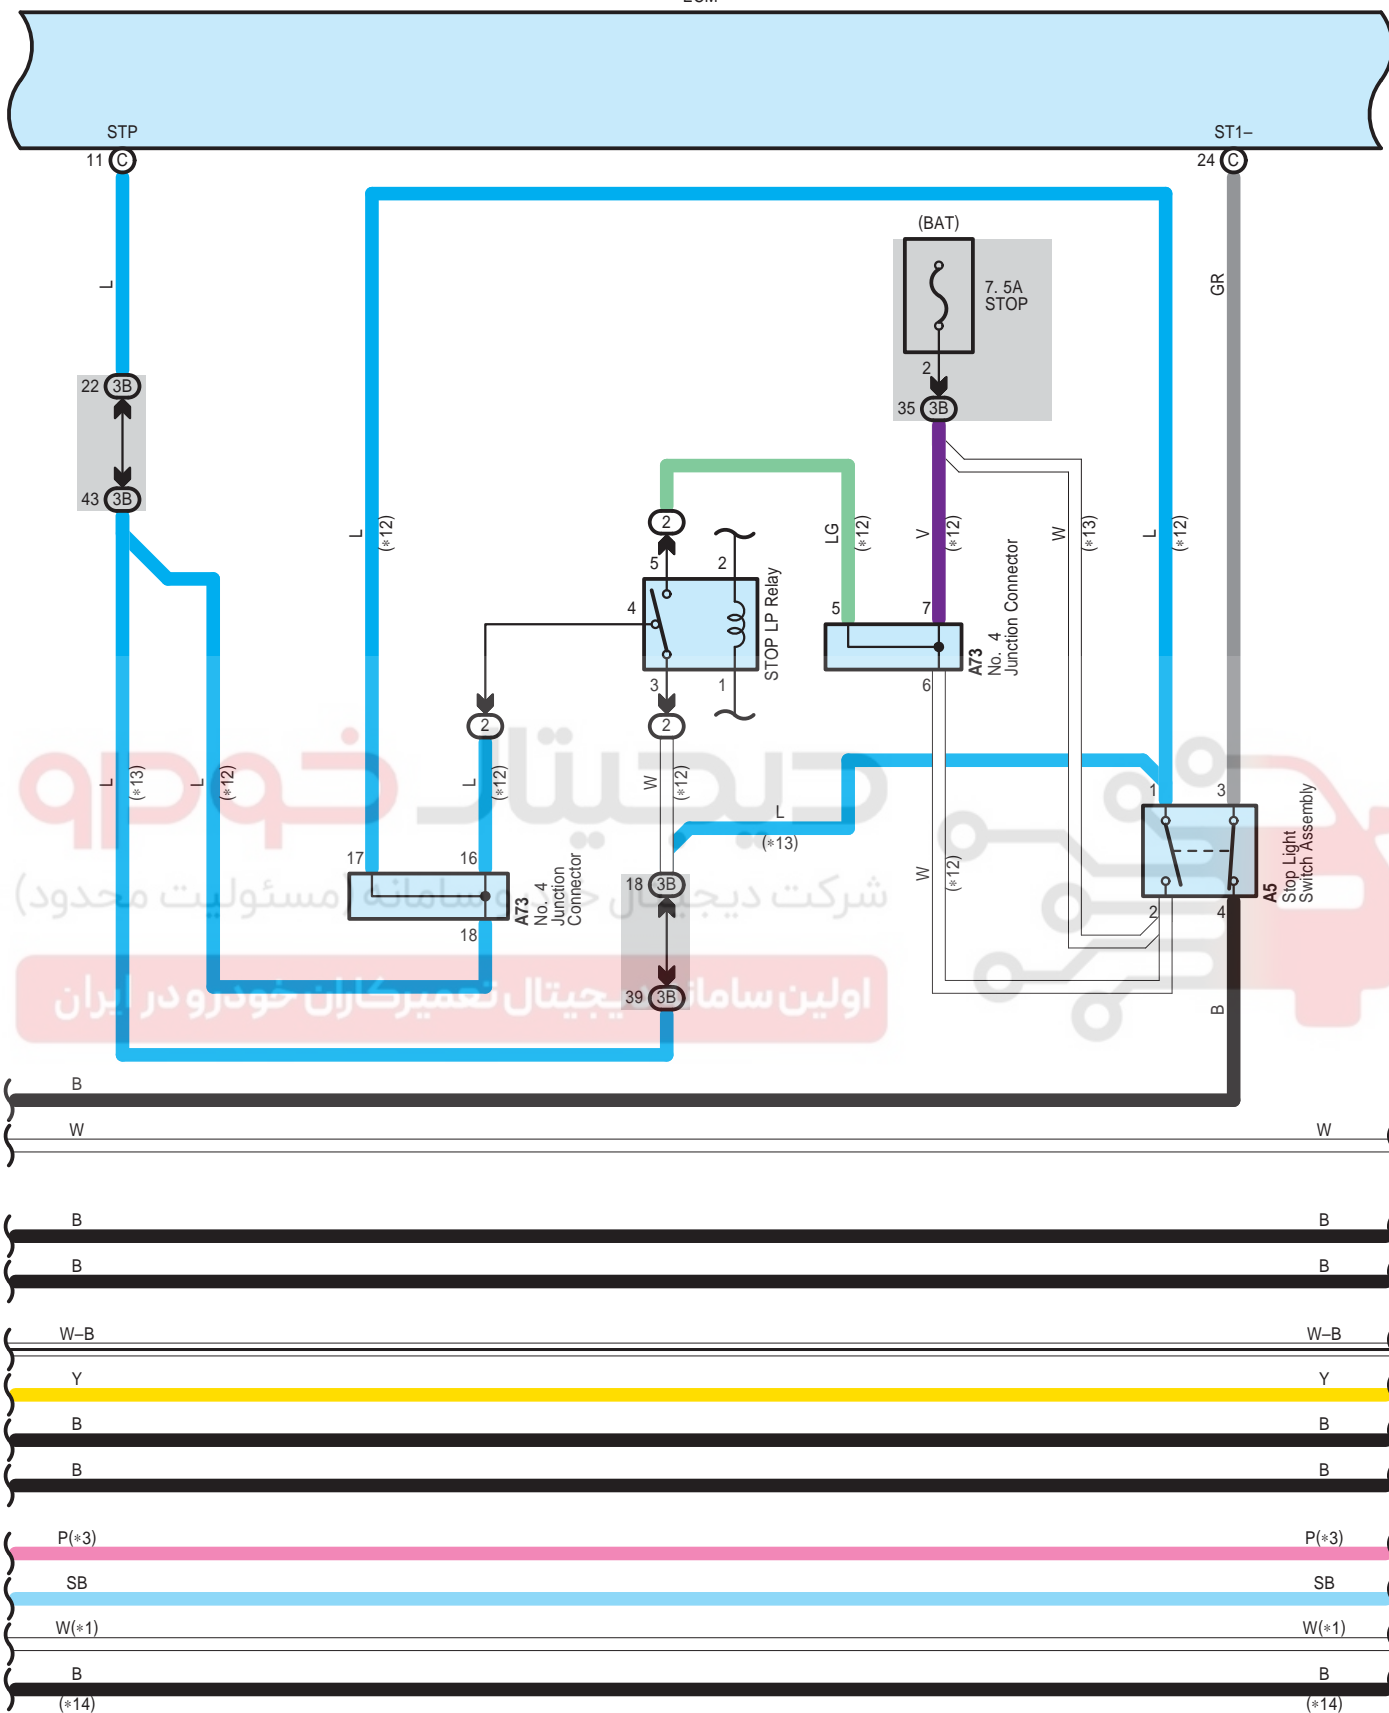 STP
ST1–
11 C
24 C
(BAT)
7. 5A
STOP
L
GR
2
22 3B
35 3B
43 3B
2
L
(*12)
LG
(*12)
V
(*12)
W
(*13)
L
(*12)
5
2
4
STOP LP Relay
5
7
A73
No. 4
Junction Connector
3
1
6
2
2
دیجیتال خودرو
L
(*13)
L
(*12)
L
(*12)
W
(*12)
L
(*13)
1
3
17
16
A73
No. 4
Junction
Connector
18 3B
W
(*12)
A5
Stop Light
Switch Assembly
شرکت دیجیتال خودرو سامانه (مسئولیت محدود)
2
4
18
39 3B
اولین سامانه دیجیتال تعمیرکاران خودرو در ایران
B
B
W
W
B
B
B
B
W–B
W–B
Y
Y
B
B
B
B
P(*3)
P(*3)
SB
SB
W(*1)
W(*1)
B
(*14)
B
(*14)